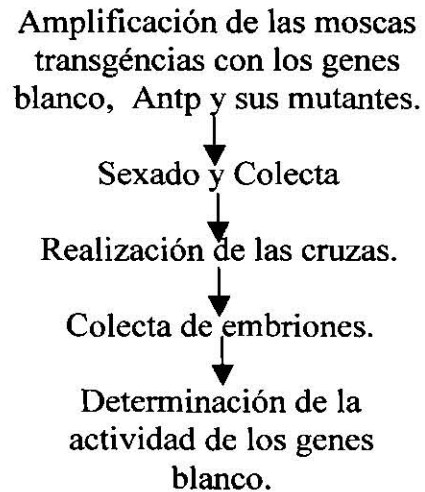 Amplificación de las moscas
transgéncias con los genes
blanco, Antp y sus mutantes.
Sexado y Colecta
Realización de las cruzas.
Colecta de embriones.
Determinación de la
actividad de los genes
blanco.